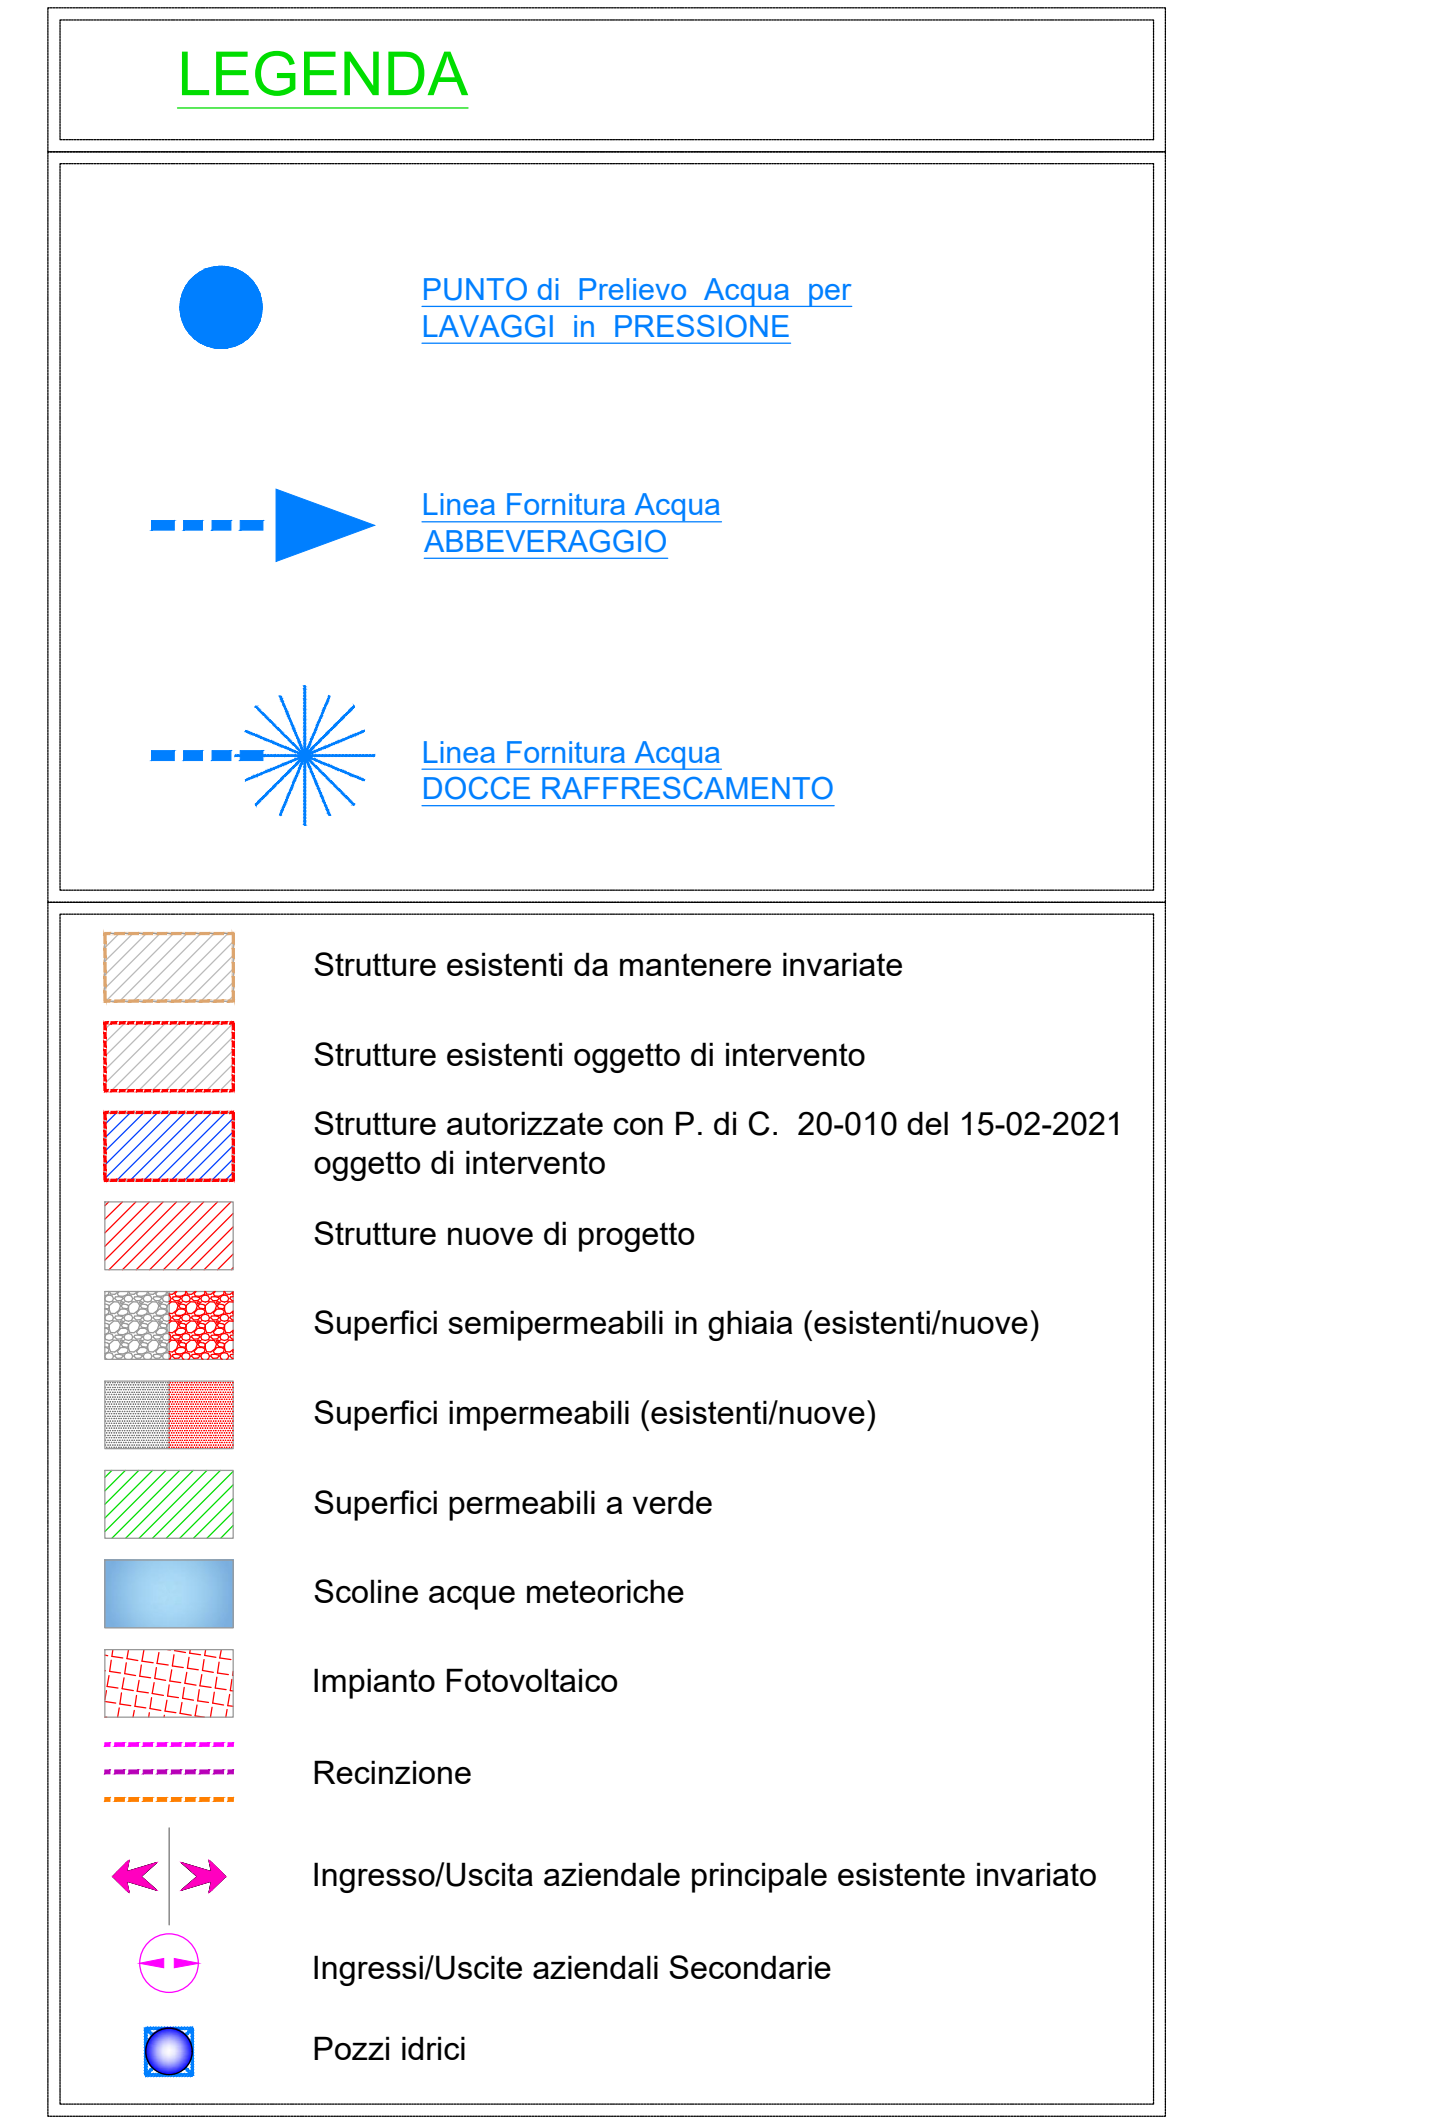 LEGENDA
PUNTO di Prelievo Acqua per
LAVAGGI in PRESSIONE
Linea Fornitura Acqua
ABBEVERAGGIO
Linea Fornitura Acqua
DOCCE RAFFRESCAMENTO
Strutture esistenti da mantenere invariate
Strutture esistenti oggetto di intervento
Strutture autorizzate con P. di C. 20-010 del 15-02-2021
oggetto di intervento
Strutture nuove di progetto
Superfici semipermeabili in ghiaia (esistenti/nuove)
Superfici impermeabili (esistenti/nuove)
Superfici permeabili a verde
Scoline acque meteoriche
Impianto Fotovoltaico
Recinzione
Ingresso/Uscita aziendale principale esistente invariato
Ingressi/Uscite aziendali Secondarie
Pozzi idrici